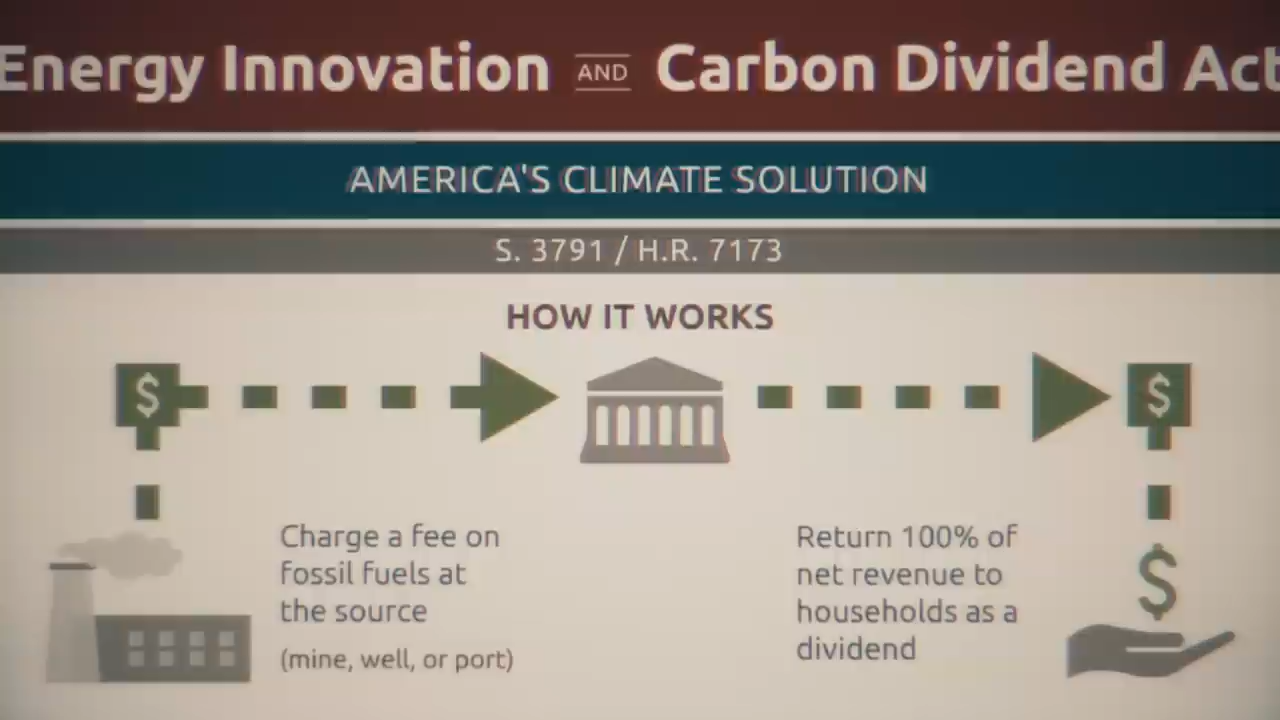 Energy Innovation AND Carbon Dividend Act
AMERICA'S CLIMATE SOLUTION
S. 3791 / H.R. 7173
HOW IT WORKS
$
$
Charge a fee on
fossil fuels at
the source
(mine, well, or port)
Return 100% of
net revenue to
households as a
dividend
$